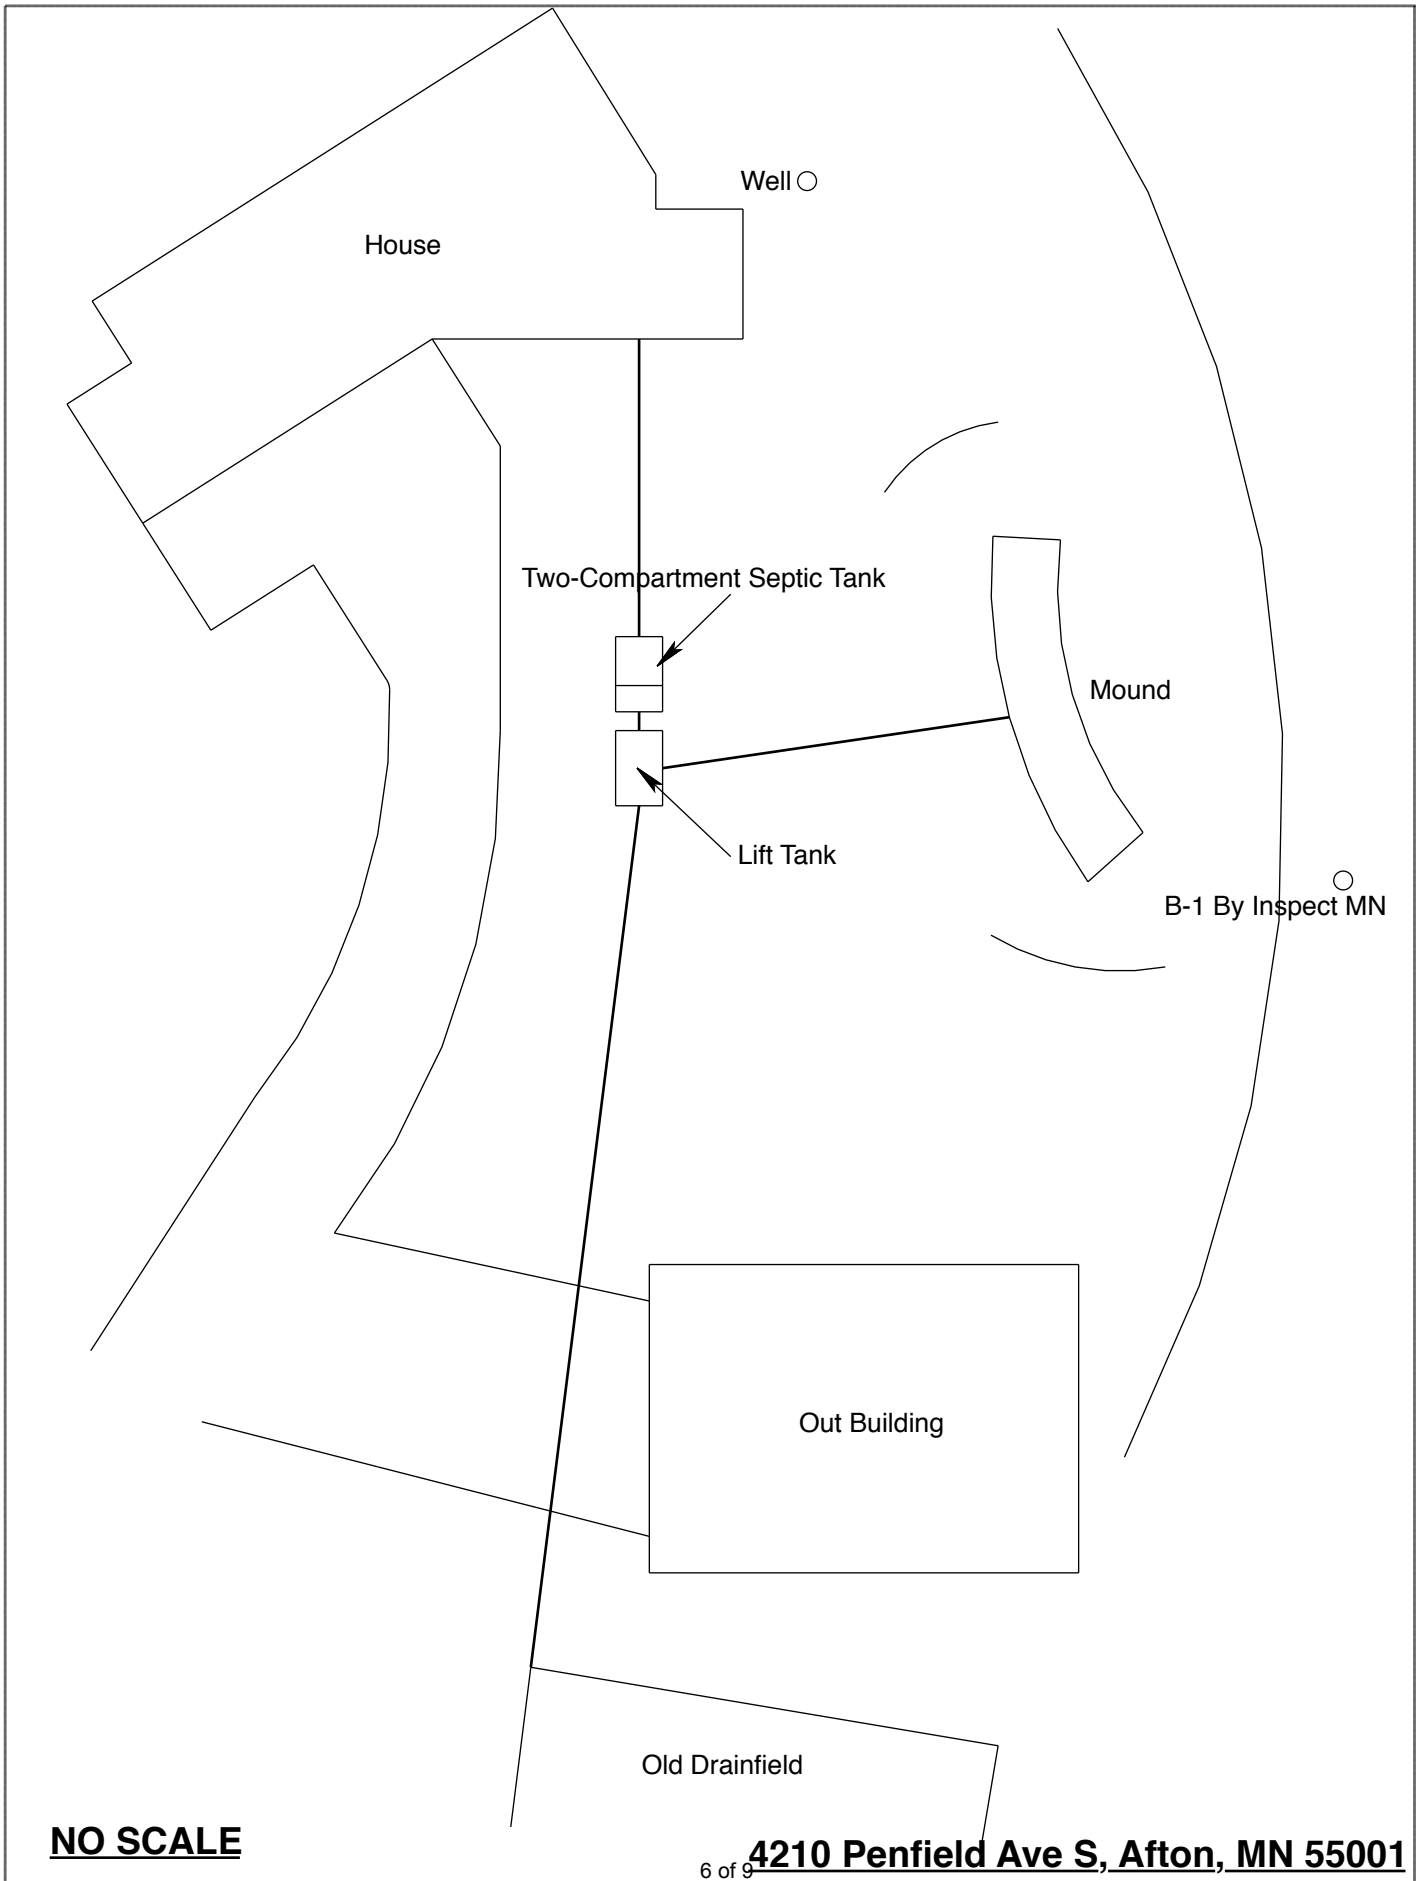 Well
House
Two-Compartment Septic Tank
Mound
Lift Tank
B-1 By Inspect MN
Out Building
Old Drainfield
NO SCALE
6 of 9
4210 Penfield Ave S, Afton, MN 55001